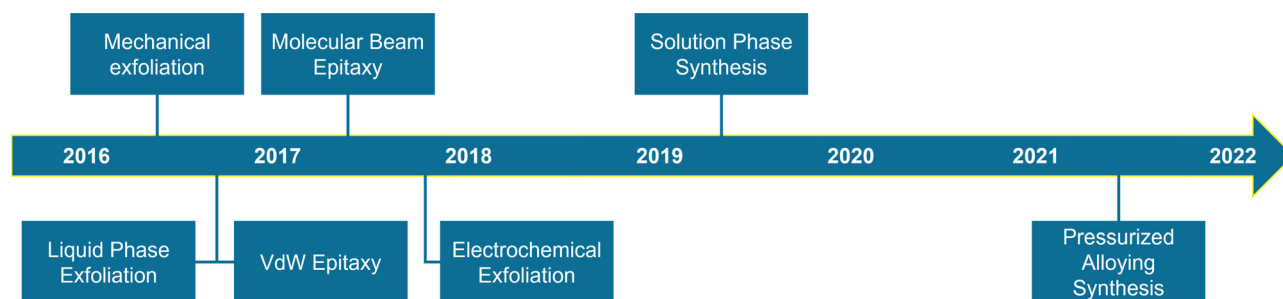 Mechanical
exfoliation
Molecular Beam
Epitaxy
Solution Phase
Synthesis
2016
2017
2018
2019
2020
2021
2022
Liquid Phase
Exfoliation
VdW Epitaxy
Electrochemical
Exfoliation
Pressurized
Alloying
Synthesis